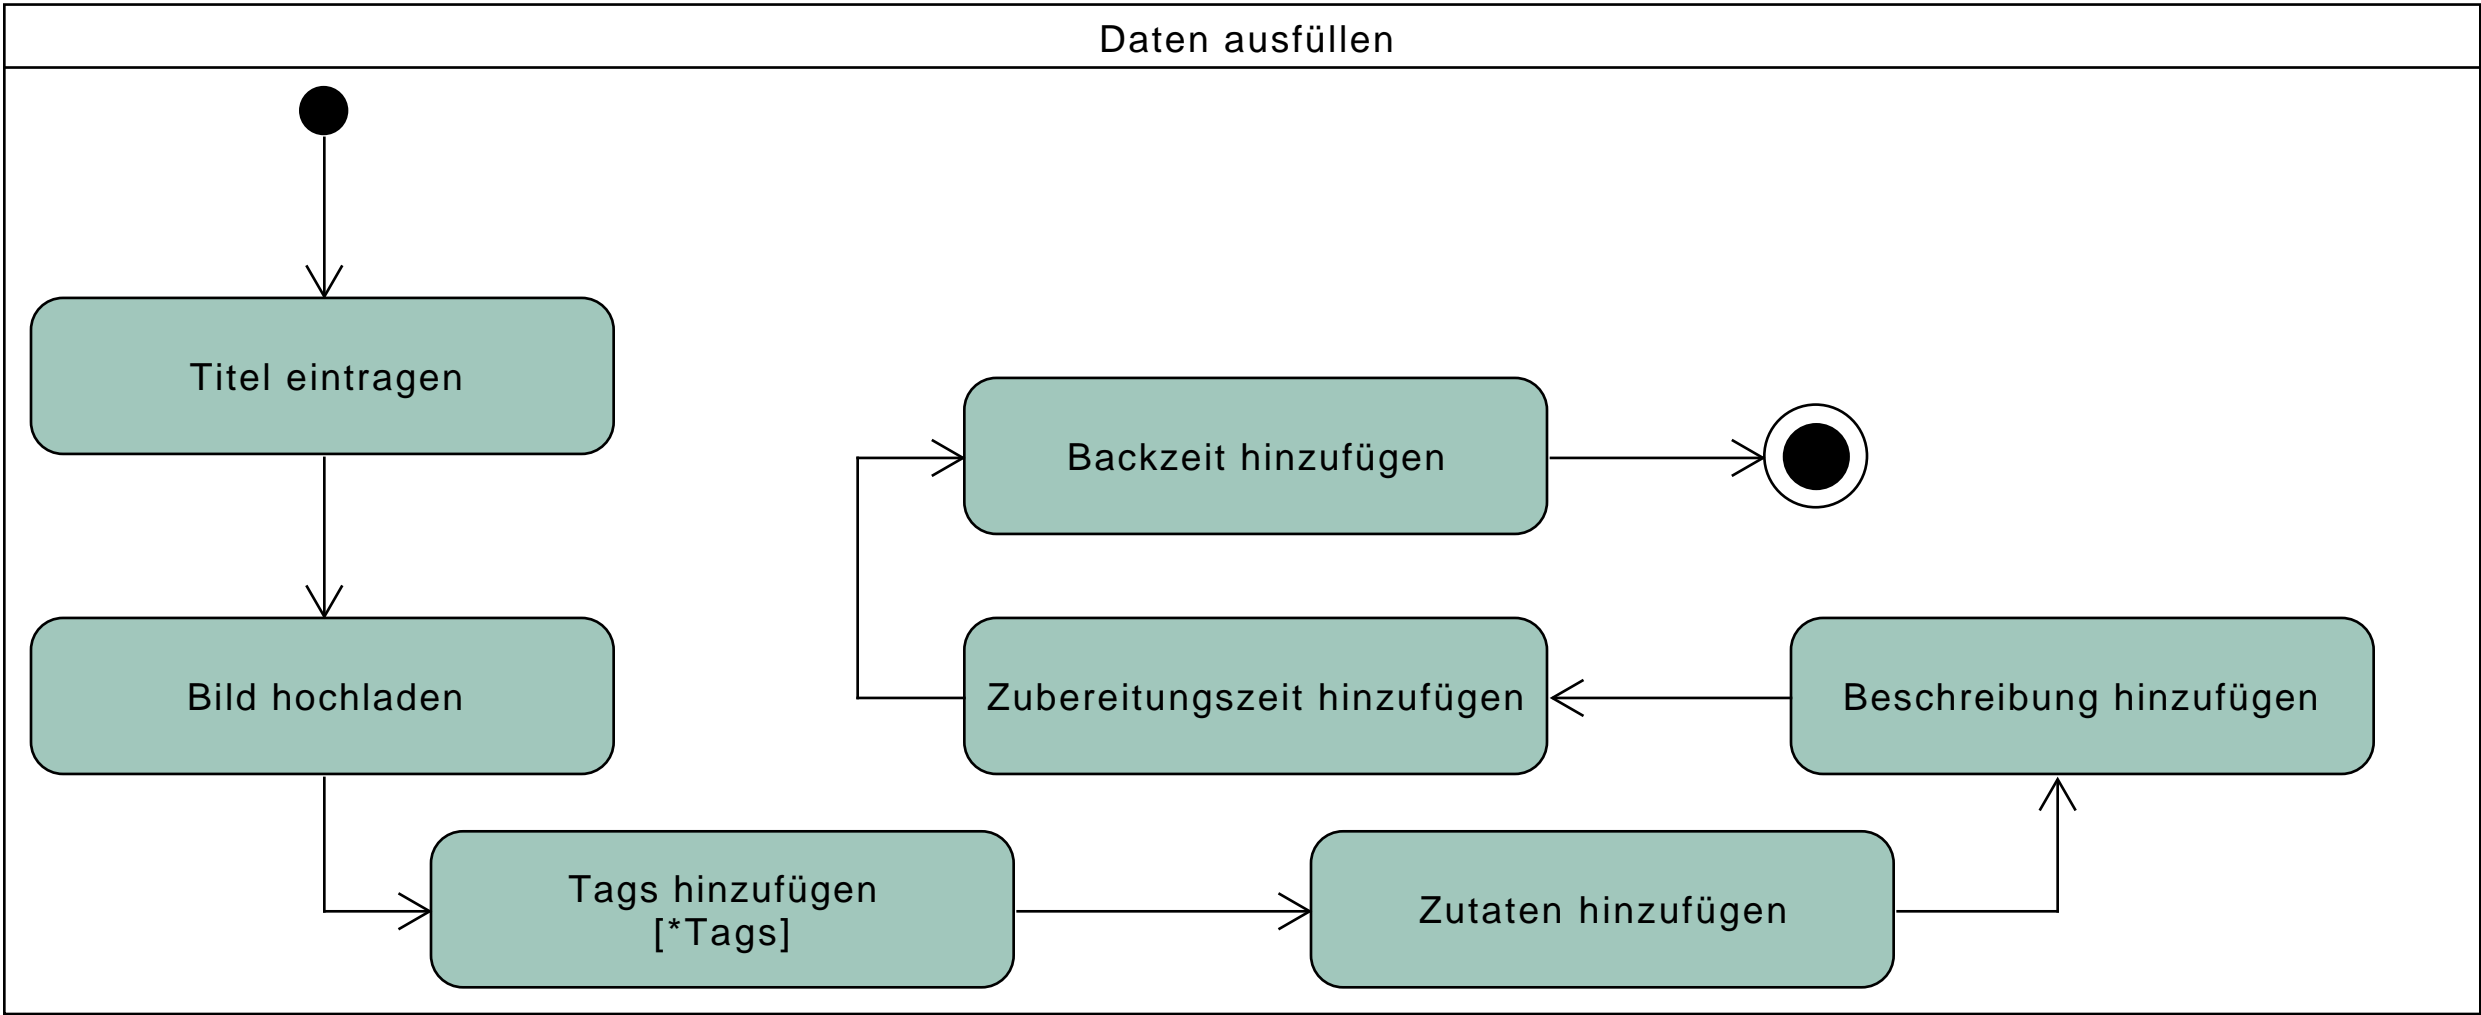 Daten ausfüllen
Titel eintragen
Backzeit hinzufügen
Bild hochladen
Zubereitungszeit hinzufügen
Beschreibung hinzufügen
Tags hinzufügen
[*Tags]
Zutaten hinzufügen